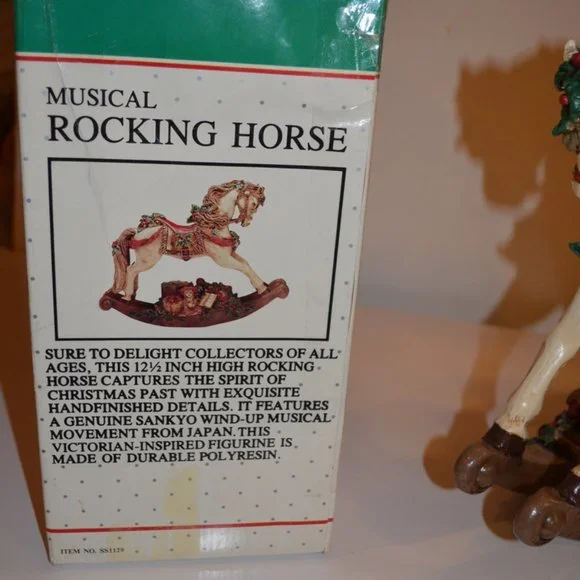 MUSICAL
ROCKING HORSE
SURE TO DELIGHT COLLECTORS OF ALL
AGES, THIS 12½ INCH HIGH ROCKING
HORSE CAPTURES THE SPIRIT OF
CHRISTMAS PAST WITH EXQUISITE
HANDFINISHED DETAILS. IT FEATURES
A GENUINE SANKYO WIND-UP MUSICAL
MOVEMENT FROM JAPAN. THIS
VICTORIAN-INSPIRED FIGURINE IS
MADE OF DURABLE POLYRESIN.
ITEM NO. SS1129